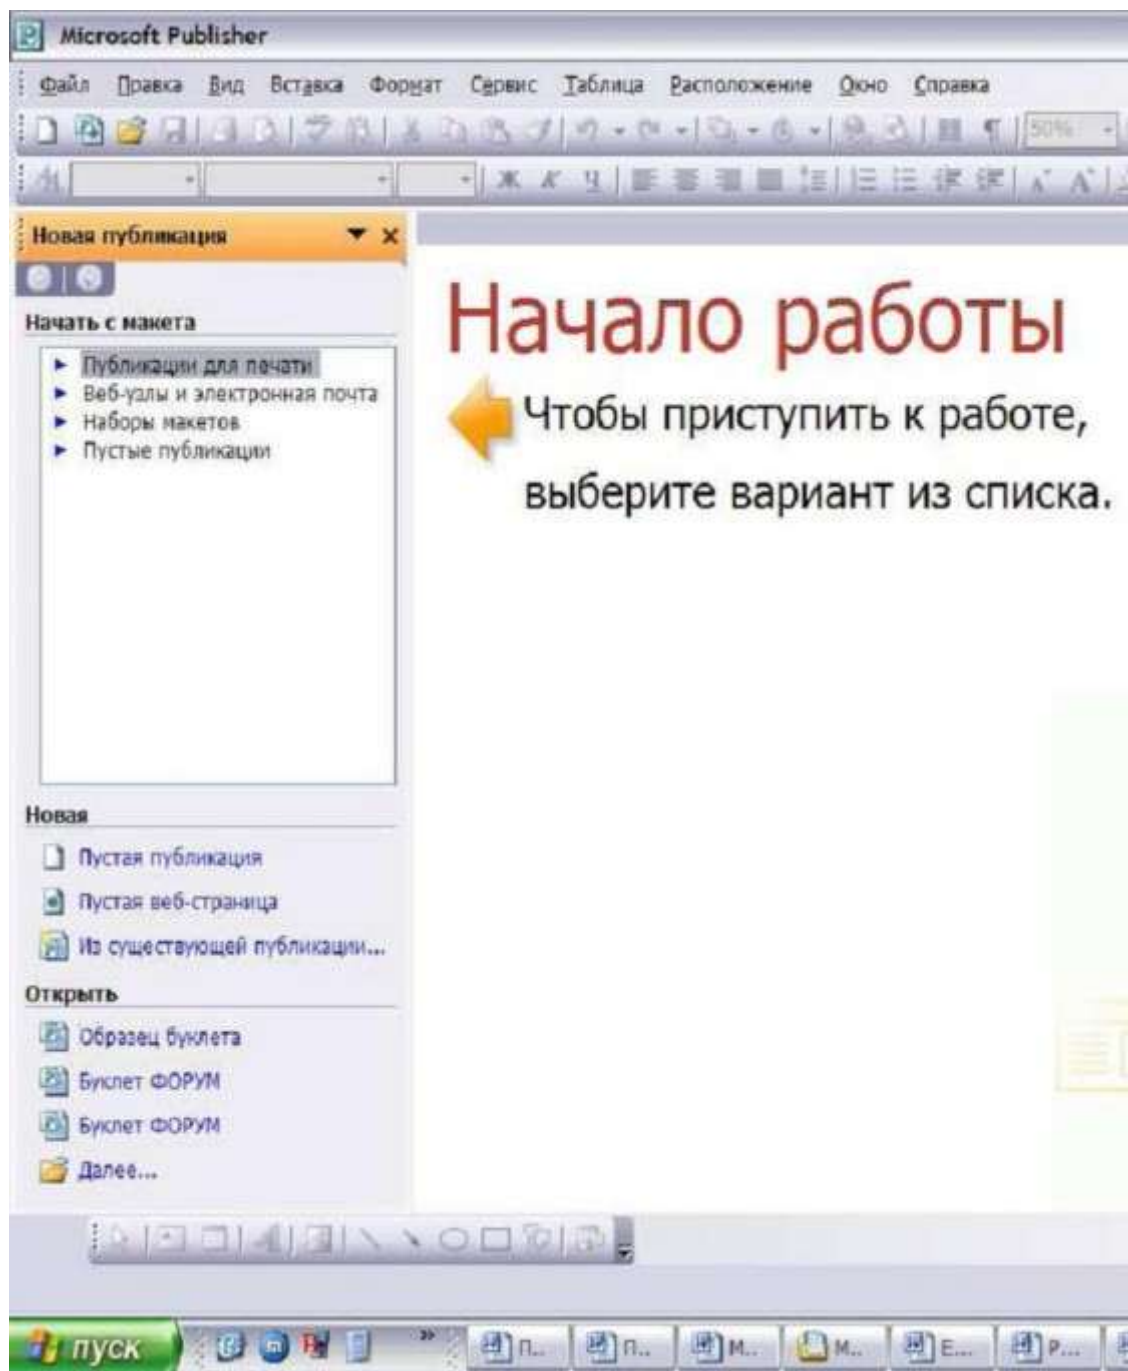 Microsoft Publisher
Файл Правка Вид Вставка Формат Сервис Таблица Расположение Окно Справка
50%
Ж К Ч
Новая публикация
Начать с макета
Публикации для печати
Веб-узлы и электронная почта
Наборы макетов
Пустые публикации
Начало работы
Чтобы приступить к работе,
выберите вариант из списка.
Новая
Пустая публикация
Пустая веб-страница
Из существующей публикации...
Открыть
Образец буклета
Буклет ФОРУМ
Буклет ФОРУМ
Далее...
пуск
П... П... М... М... Е... Р...